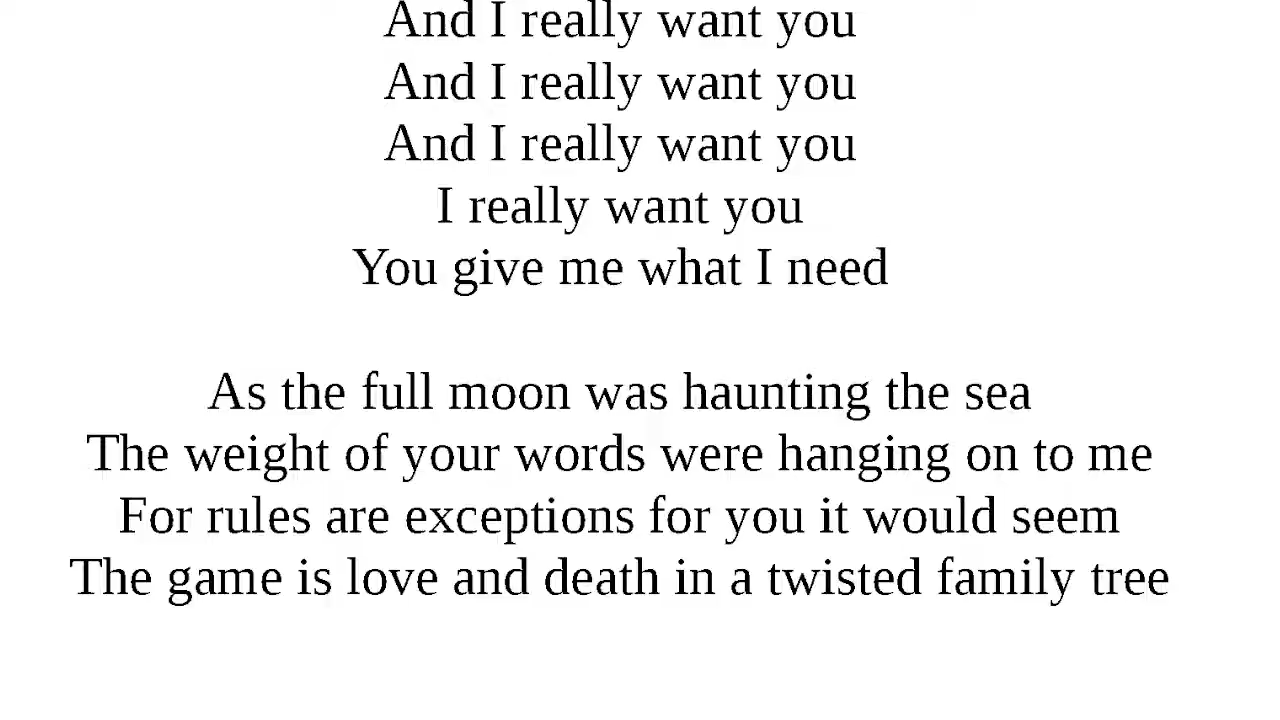 And I really want you
And I really want you
And I really want you
I really want you
You give me what I need
As the full moon was haunting the sea
The weight of your words were hanging on to me
For rules are exceptions for you it would seem
The game is love and death in a twisted family tree